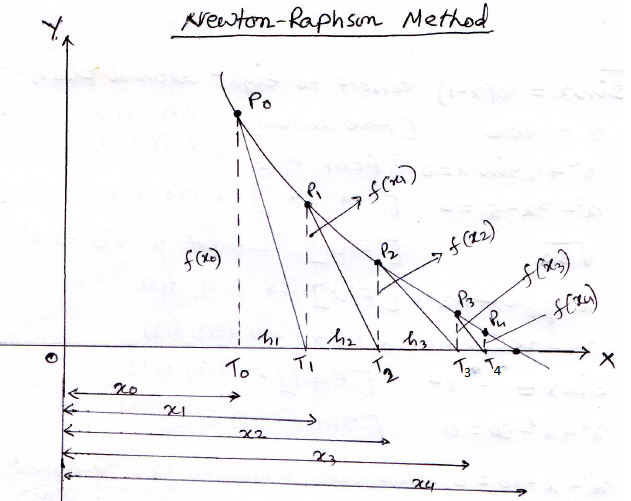 Newton-Raphson Method
Y
P0
P1
f(x1)
P2
f(x2)
f(x0)
P3
f(x3)
P4
f(x4)
h1 h2 h3
O T0 T1 T2 T3 T4 X
x0
x1
x2
x3
x4